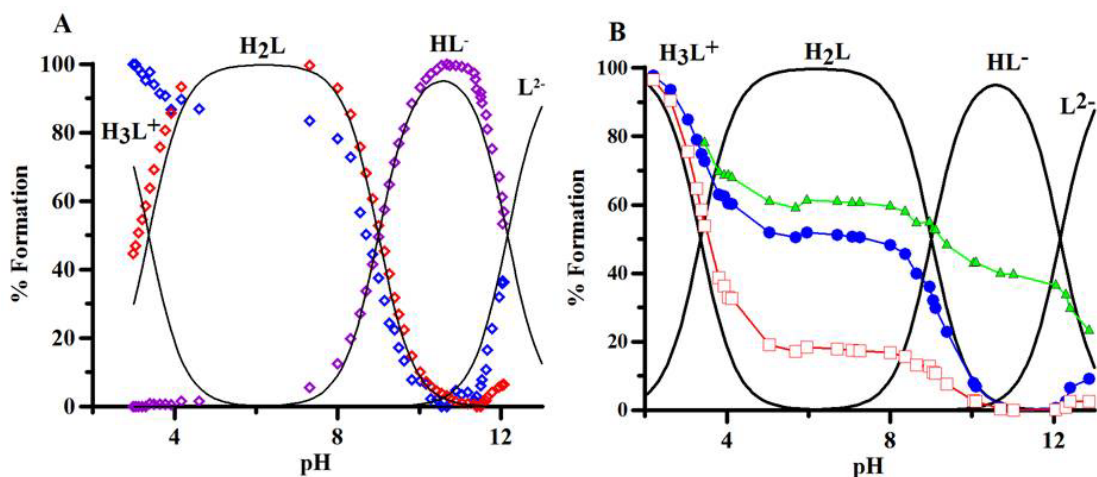 A
H₃L⁺
H₂L
HL⁻
L²⁻
% Formation
100
80
60
40
20
0
4
8
12
pH
B
H₃L⁺
H₂L
HL⁻
L²⁻
% Formation
100
80
60
40
20
0
4
8
12
pH